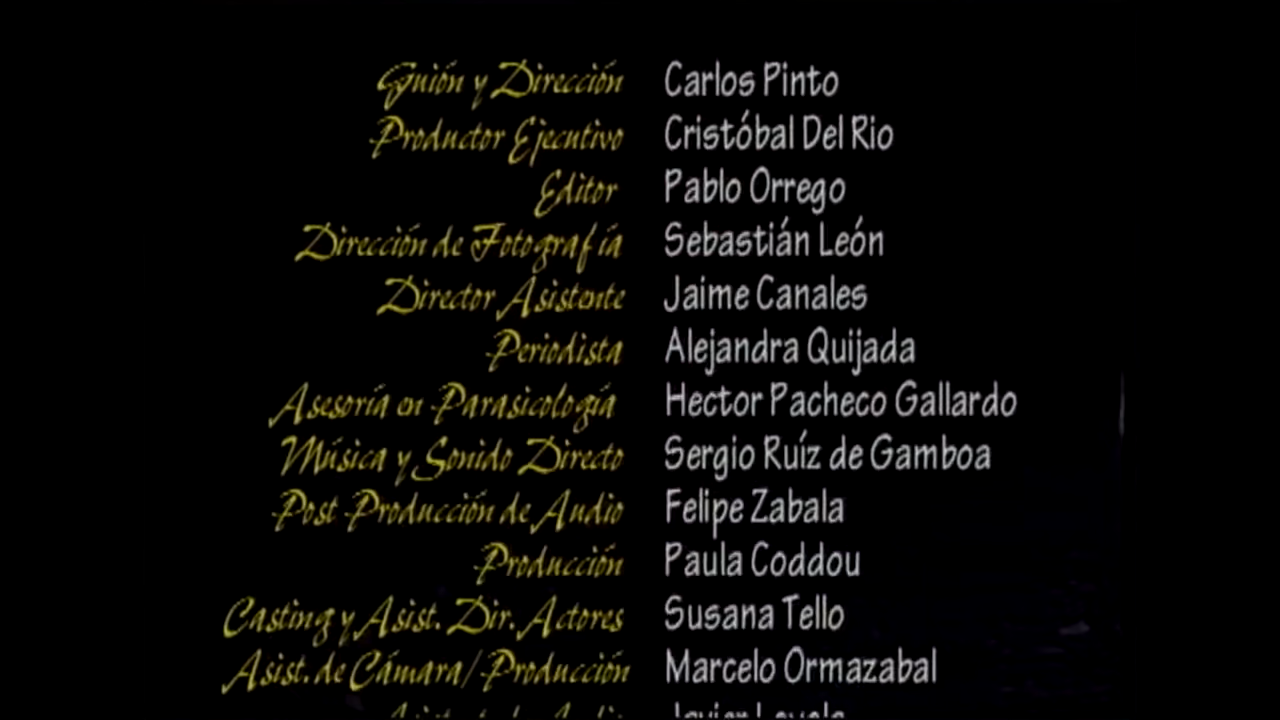 Guión y Dirección Carlos Pinto
Productor Ejecutivo Cristóbal Del Rio
Editor Pablo Orrego
Dirección de Fotografía Sebastián León
Director Asistente Jaime Canales
Periodista Alejandra Quijada
Asesoría en Parasicología Hector Pacheco Gallardo
Música y Sonido Directo Sergio Ruíz de Gamboa
Post Producción de Audio Felipe Zabala
Producción Paula Coddou
Casting y Asist. Dir. Actores Susana Tello
Asist. de Cámara/Producción Marcelo Ormazabal